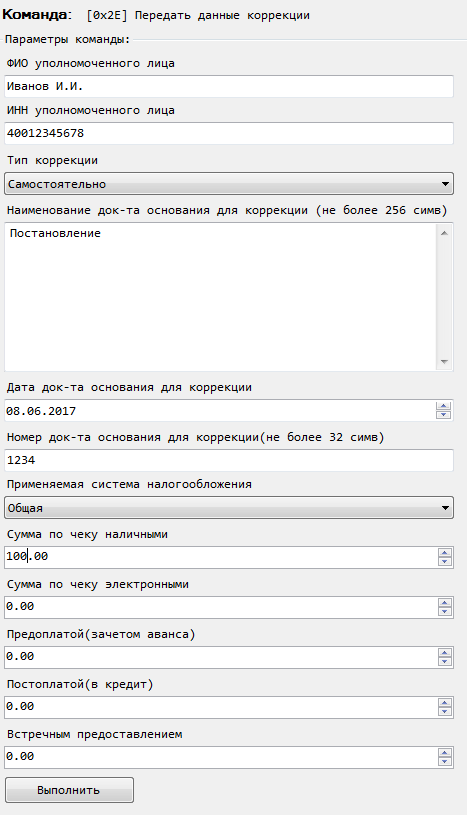 Команда: [0x2E] Передать данные коррекции
Параметры команды:
ФИО уполномоченного лица
Иванов И.И.
ИНН уполномоченного лица
40012345678
Тип коррекции
Самостоятельно
Наименование док-та основания для коррекции (не более 256 симв)
Постановление
Дата док-та основания для коррекции
08.06.2017
Номер док-та основания для коррекции(не более 32 симв)
1234
Применяемая система налогообложения
Общая
Сумма по чеку наличными
100.00
Сумма по чеку электронными
0.00
Предоплатой(зачетом аванса)
0.00
Постоплатой(в кредит)
0.00
Встречным предоставлением
0.00
Выполнить